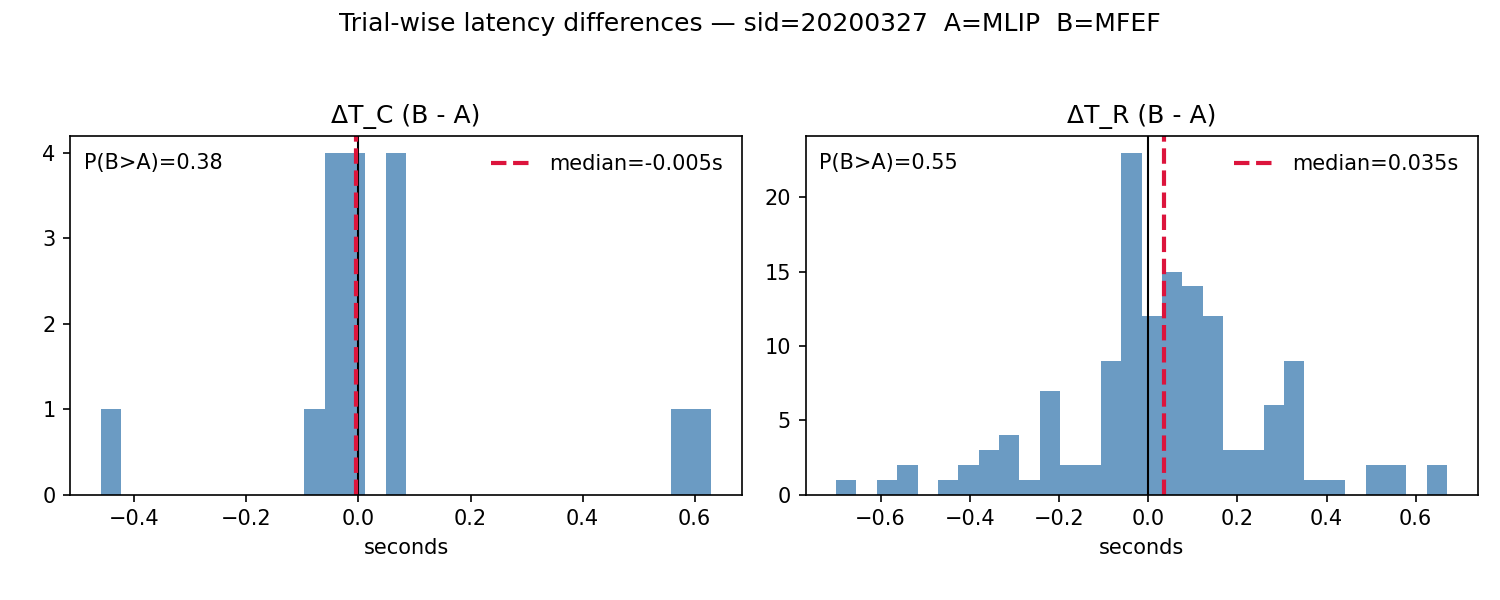 Trial-wise latency differences — sid=20200327  A=MLIP  B=MFEF
ΔT_C (B - A)
P(B>A)=0.38
median=-0.005s
4
3
2
1
0
−0.4
−0.2
0.0
0.2
0.4
0.6
seconds
ΔT_R (B - A)
P(B>A)=0.55
median=0.035s
20
15
10
5
0
−0.6
−0.4
−0.2
0.0
0.2
0.4
0.6
seconds